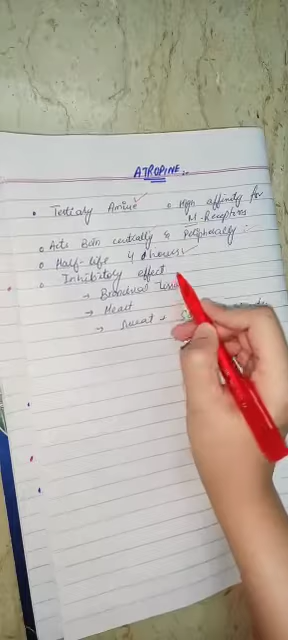 ATROPINE
• Tertiary Amine
• High affinity for M-Receptors
• Acts Both centrally & Peripherally
• Half-life 4 hours
• Inhibitory effect
→ Bronchial
→ Heart
→ Sweat +